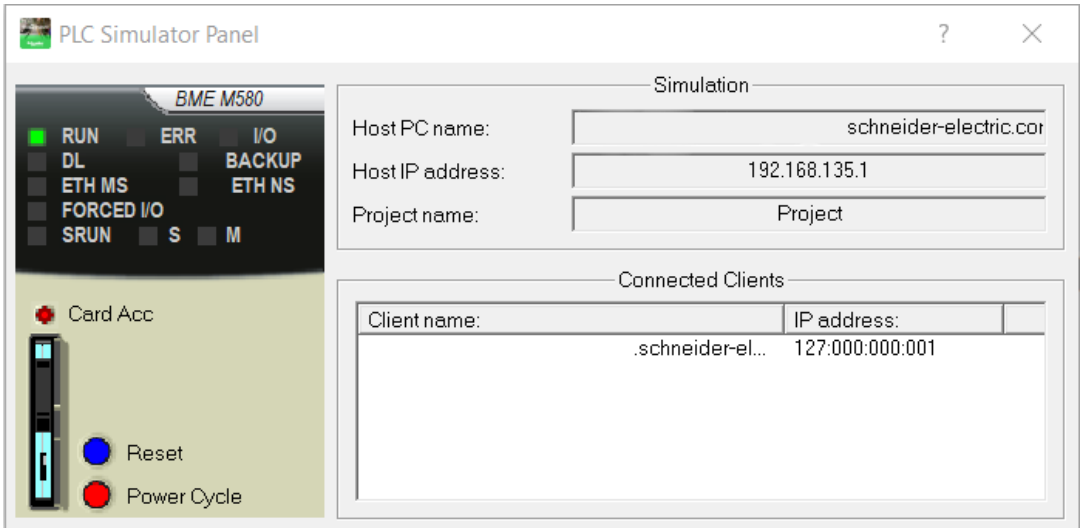 PLC Simulator Panel ? ×
BME M580
RUN ERR I/O
DL BACKUP
ETH MS ETH NS
FORCED I/O
SRUN S M
Card Acc
Reset
Power Cycle
Simulation
Host PC name: schneider-electric.cor
Host IP address: 192.168.135.1
Project name: Project
Connected Clients
Client name: IP address:
.schneider-el... 127:000:000:001